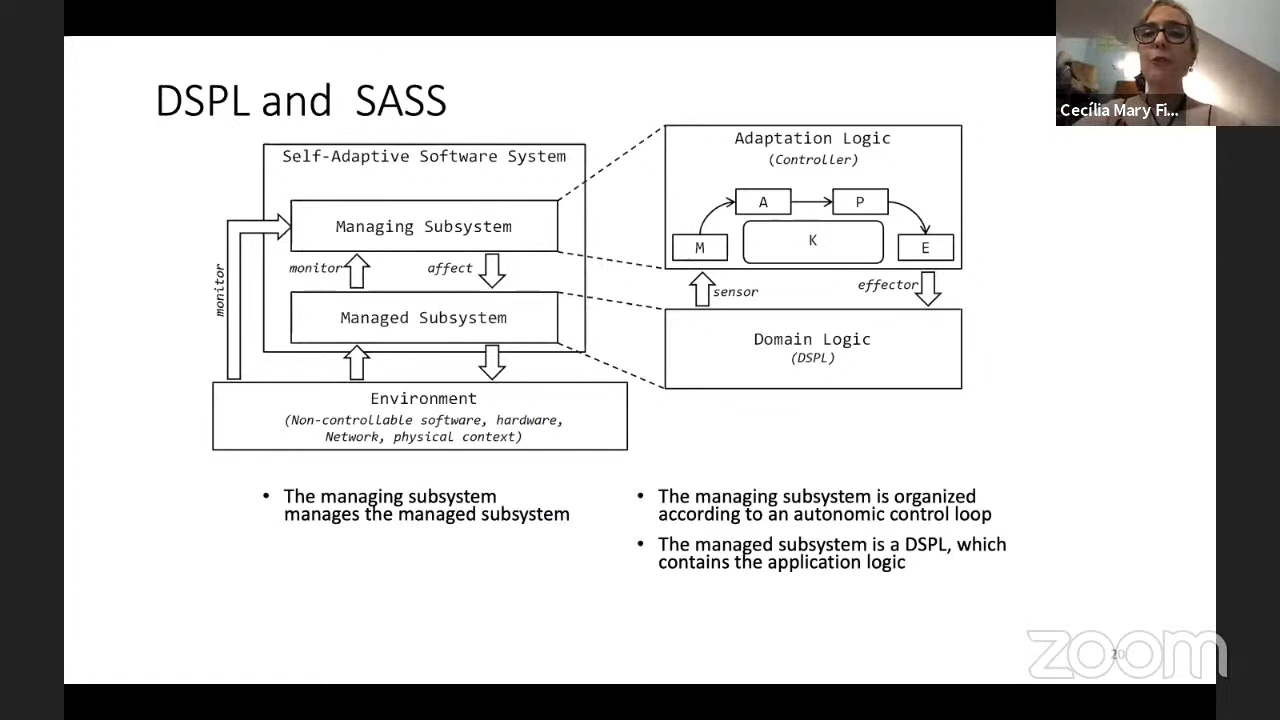 DSPL and SASS
Cecília Mary Fi...
Self-Adaptive Software System
Managing Subsystem
monitor
affect
monitor
Managed Subsystem
Environment
(Non-controllable software, hardware,
Network, physical context)
Adaptation Logic
(Controller)
A
P
M
K
E
sensor
effector
Domain Logic
(DSPL)
• The managing subsystem
manages the managed subsystem
• The managing subsystem is organized
according to an autonomic control loop
• The managed subsystem is a DSPL, which
contains the application logic
20
zoom